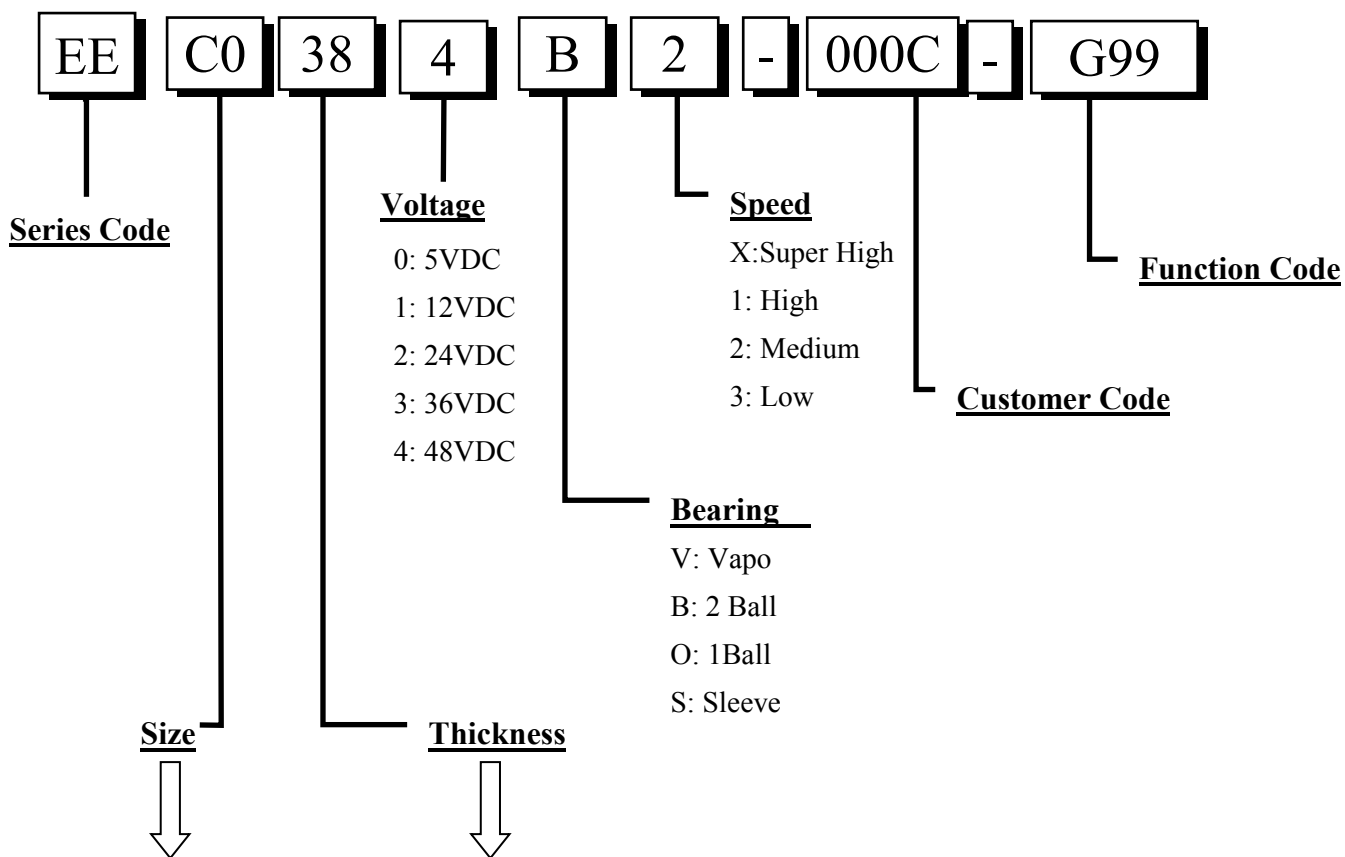 EE C0 38 4 B 2 - 000C - G99
Series Code
Voltage
0: 5VDC
1: 12VDC
2: 24VDC
3: 36VDC
4: 48VDC
Speed
X:Super High
1: High
2: Medium
3: Low
Function Code
Customer Code
Bearing
V: Vapo
B: 2 Ball
O: 1Ball
S: Sleeve
Size
Thickness